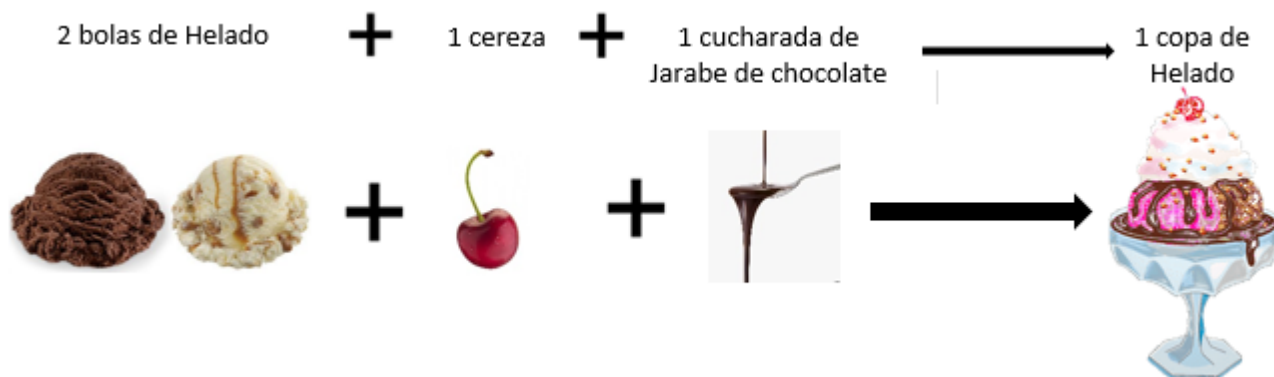 2 bolas de Helado + 1 cereza + 1 cucharada de
Jarabe de chocolate
1 copa de
Helado